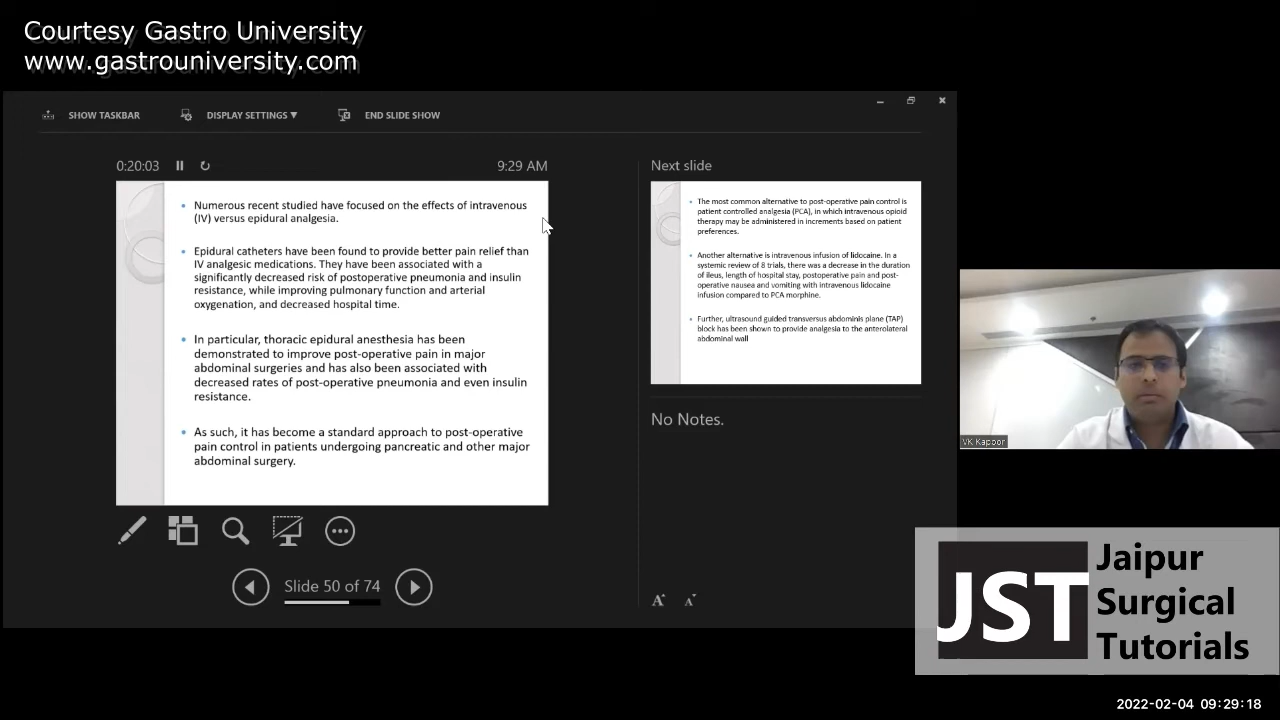 Courtesy Gastro University
www.gastrouniversity.com
SHOW TASKBAR
DISPLAY SETTINGS ▼
END SLIDE SHOW
0:20:03
9:29 AM
• Numerous recent studied have focused on the effects of intravenous
(IV) versus epidural analgesia.
• Epidural catheters have been found to provide better pain relief than
IV analgesic medications. They have been associated with a
significantly decreased risk of postoperative pneumonia and insulin
resistance, while improving pulmonary function and arterial
oxygenation, and decreased hospital time.
• In particular, thoracic epidural anesthesia has been
demonstrated to improve post-operative pain in major
abdominal surgeries and has also been associated with
decreased rates of post-operative pneumonia and even insulin
resistance.
• As such, it has become a standard approach to post-operative
pain control in patients undergoing pancreatic and other major
abdominal surgery.
Slide 50 of 74
Next slide
• The most common alternative to post-operative pain control is
patient controlled analgesia (PCA), in which intravenous opioid
therapy may be administered in increments based on patient
preferences.
• Another alternative is intravenous infusion of lidocaine. In a
systemic review of 8 trials, there was a decrease in the duration
of ileus, length of hospital stay, postoperative pain and post-
operative nausea and vomiting with intravenous lidocaine
infusion compared to PCA morphine.
• Further, ultrasound guided transversus abdominis plane (TAP)
block has been shown to provide analgesia to the anterolateral
abdominal wall
No Notes.
A A
VK Kapoor
JST
Jaipur
Surgical
Tutorials
2022-02-04 09:29:18